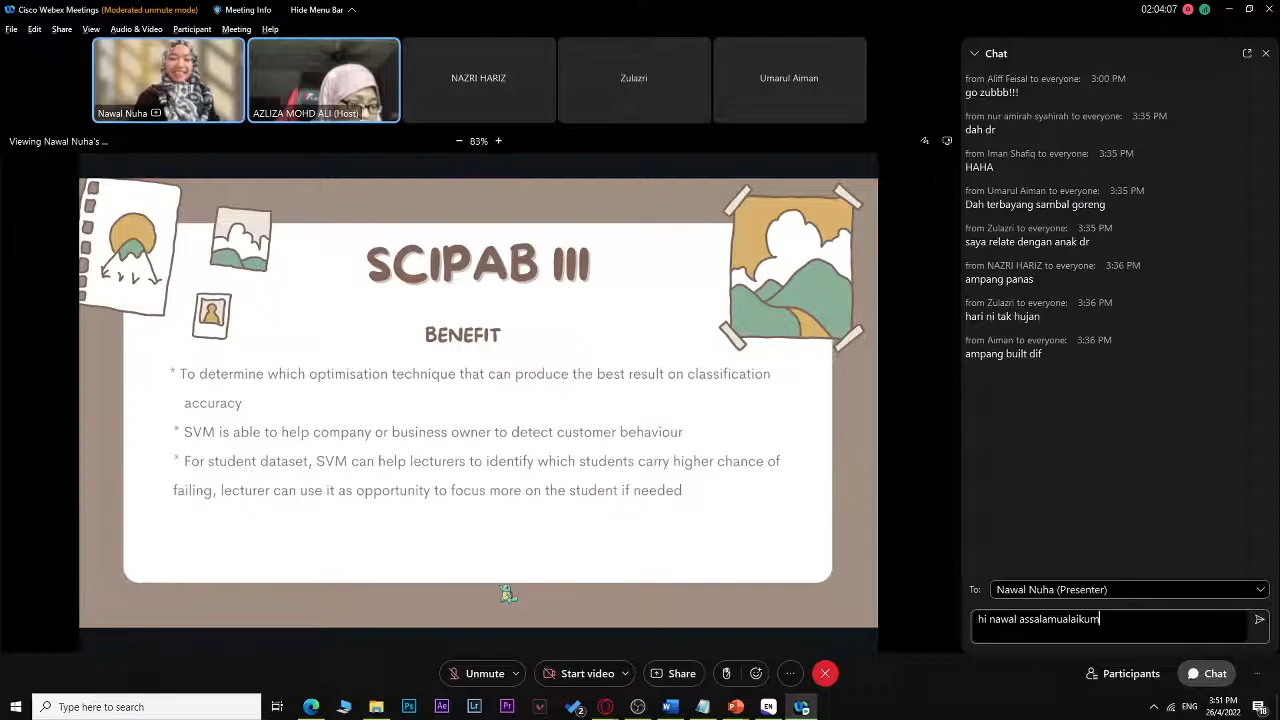 Cisco Webex Meetings (Moderated unmute mode) Meeting Info Hide Menu Bar
02:04:07
File Edit Share View Audio & Video Participant Meeting Help
Nawal Nuha
AZLIZA MOHD ALI (Host)
NAZRI HARIZ
Zulazri
Umarul Aiman
Viewing Nawal Nuha's ...
83%
SCIPAB III
BENEFIT
* To determine which optimisation technique that can produce the best result on classification
accuracy
* SVM is able to help company or business owner to detect customer behaviour
* For student dataset, SVM can help lecturers to identify which students carry higher chance of
failing, lecturer can use it as opportunity to focus more on the student if needed
Chat
from Aliff Feisal to everyone: 3:00 PM
go zubbb!!!
from nur amirah syahirah to everyone: 3:35 PM
dah dr
from Iman Shafiq to everyone: 3:35 PM
HAHA
from Umarul Aiman to everyone: 3:35 PM
Dah terbayang sambal goreng
from Zulazri to everyone: 3:35 PM
saya relate dengan anak dr
from NAZRI HARIZ to everyone: 3:36 PM
ampang panas
from Zulazri to everyone: 3:36 PM
hari ni tak hujan
from Aiman to everyone: 3:36 PM
ampang built dif
To: Nawal Nuha (Presenter)
hi nawal assalamualaikum
Unmute Start video Share
Participants Chat
Type here to search
Ps Ae Lr Pr 2 EN
ENG 3:51 PM
26/4/2022
8